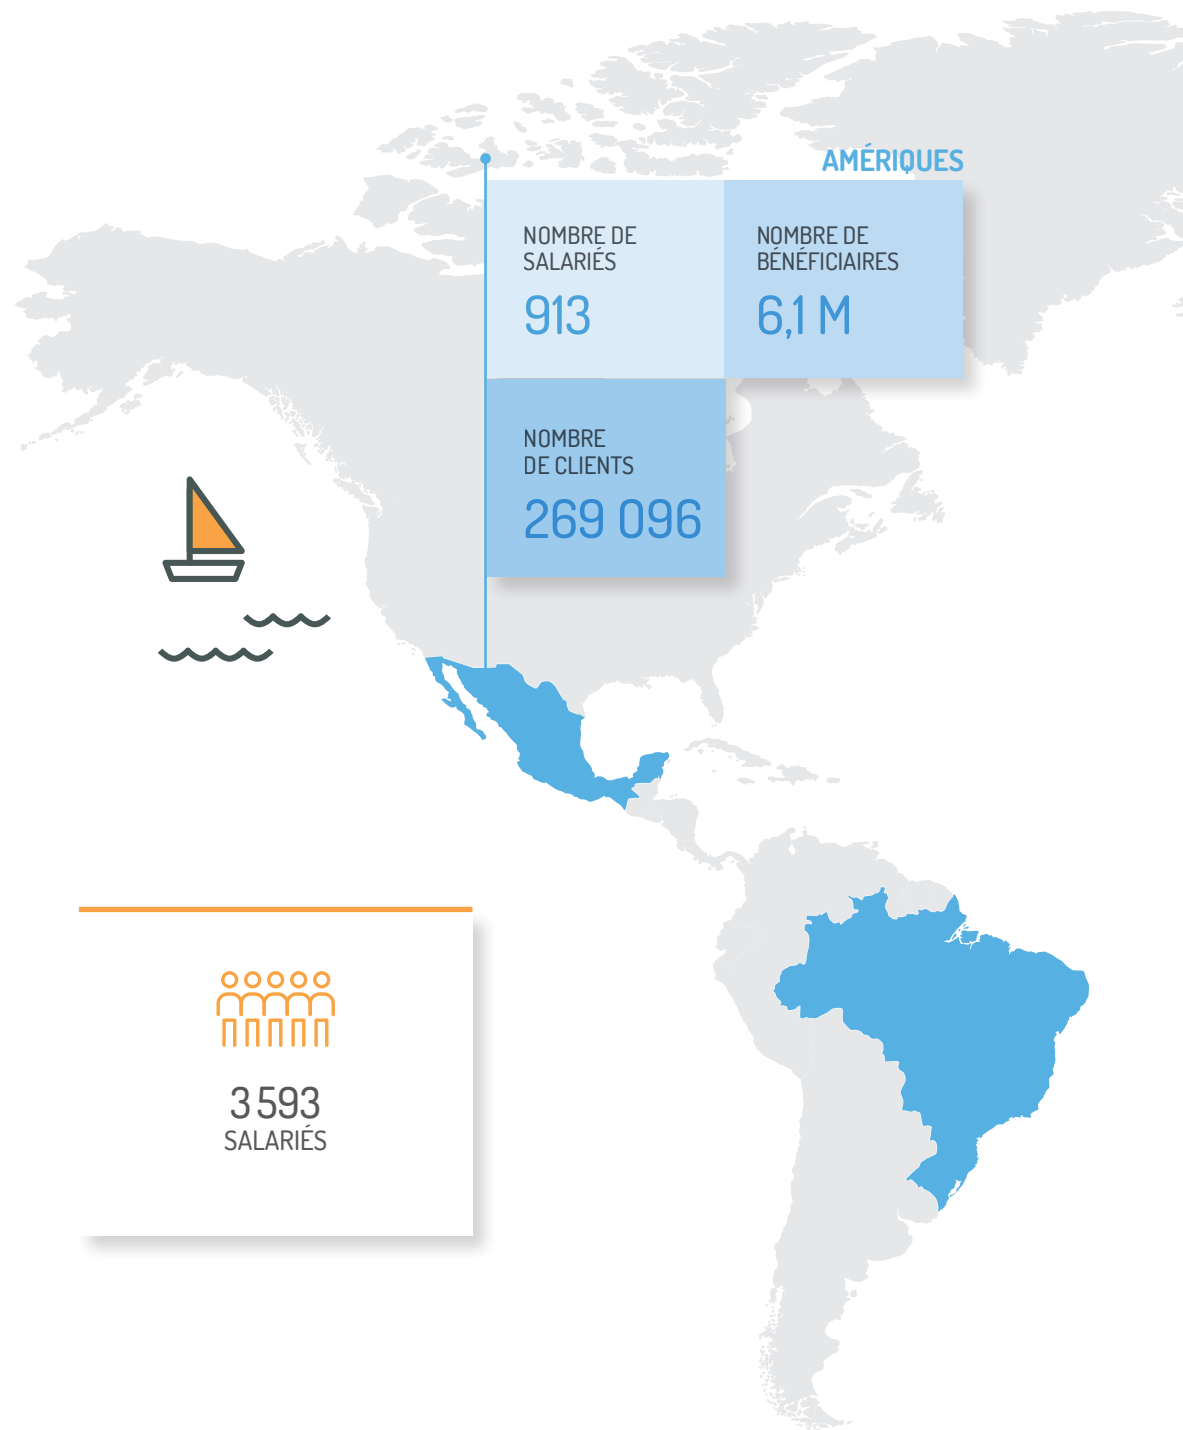 AMÉRIQUES
NOMBRE DE
SALARIÉS
913
NOMBRE DE
BÉNÉFICIAIRES
6,1 M
NOMBRE
DE CLIENTS
269 096
3 593
SALARIÉS